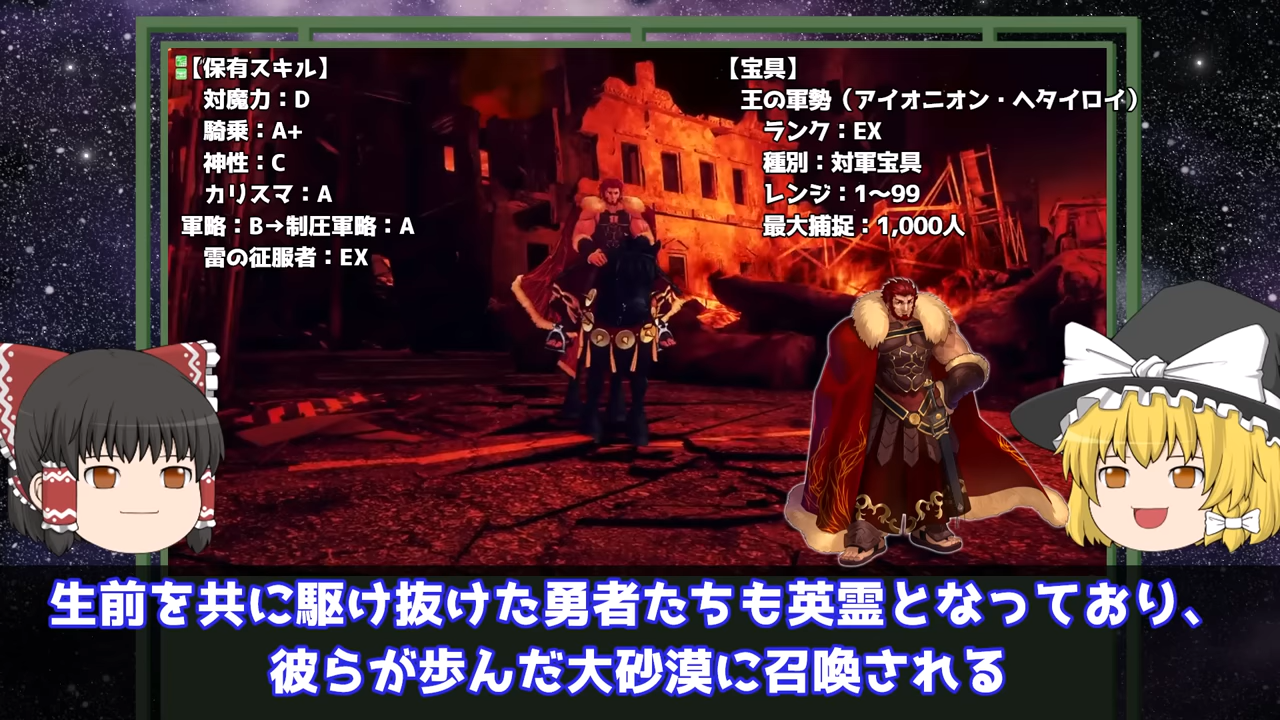 【保有スキル】
対魔力：D
騎乗：A+
神性：C
カリスマ：A
軍略：B→制圧軍略：A
雷の征服者：EX
【宝具】
王の軍勢（アイオニオン・ヘタイロイ）
ランク：EX
種別：対軍宝具
レンジ：1～99
最大捕捉：1,000人
生前を共に駆け抜けた勇者たちも英霊となっており、
彼らが歩んだ大砂漠に召喚される